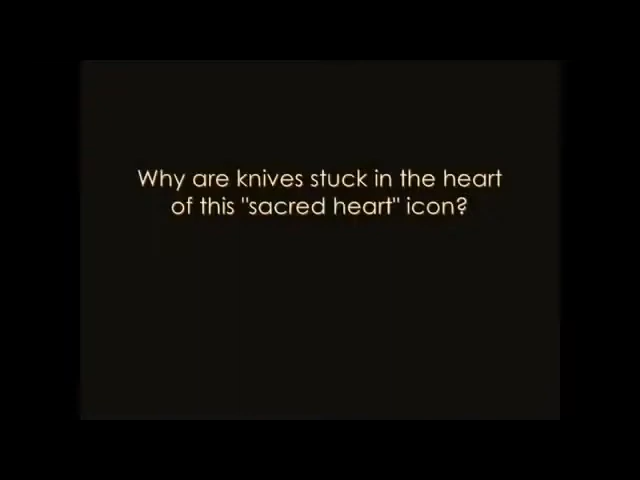 Why are knives stuck in the heart
of this "sacred heart" icon?